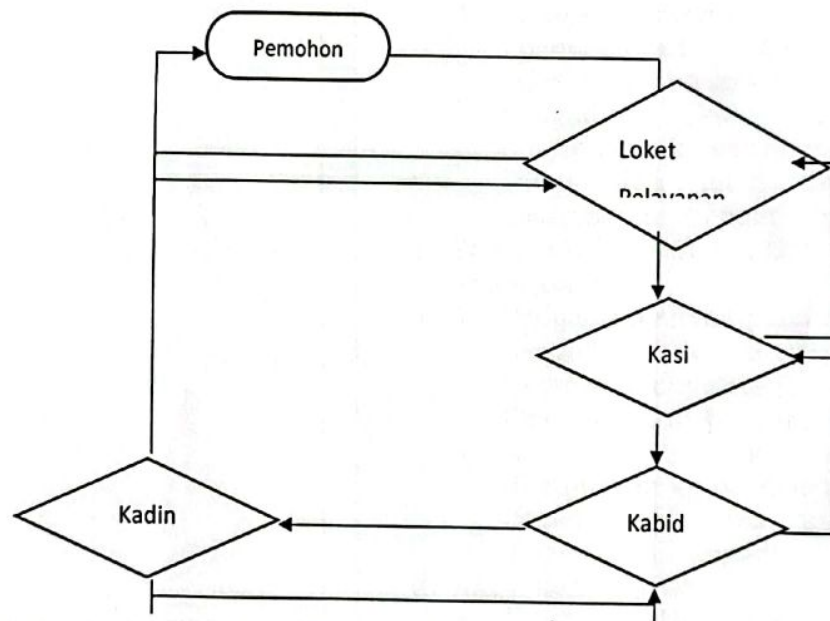 Pemohon
Loket
Pelayanan
Kasi
Kadin
Kabid